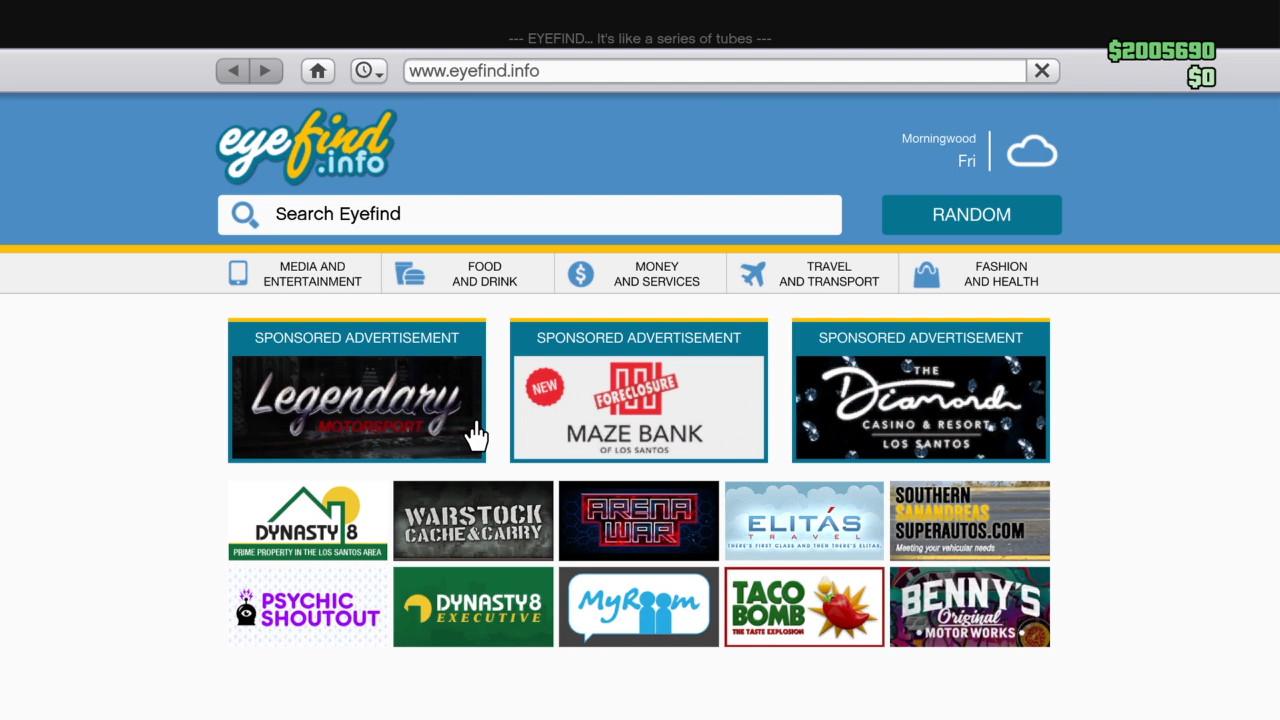 --- EYEFIND... It's like a series of tubes ---
$2005690
$0
www.eyefind.info
eyefind
.info
Morningwood
Fri
Search Eyefind
RANDOM
MEDIA AND
ENTERTAINMENT
FOOD
AND DRINK
MONEY
AND SERVICES
TRAVEL
AND TRANSPORT
FASHION
AND HEALTH
SPONSORED ADVERTISEMENT
Legendary
MOTORSPORT
SPONSORED ADVERTISEMENT
NEW
FORECLOSURE
MAZE BANK
OF LOS SANTOS
SPONSORED ADVERTISEMENT
THE
Diamond
CASINO & RESORT
LOS SANTOS
DYNASTY 8
PRIME PROPERTY IN THE LOS SANTOS AREA
WARSTOCK
CACHE & CARRY
ARENA
WAR
ELITÁS
TRAVEL
THERE'S FIRST CLASS AND THEN THERE'S ELITAS.
SOUTHERN
SANANDREAS
SUPERAUTOS.COM
Meeting your vehicular needs
PSYCHIC
SHOUTOUT
DYNASTY 8
EXECUTIVE
MyRoom
TACO
BOMB
THE TASTE EXPLOSION
BENNY'S
Original
• MOTOR WORKS •